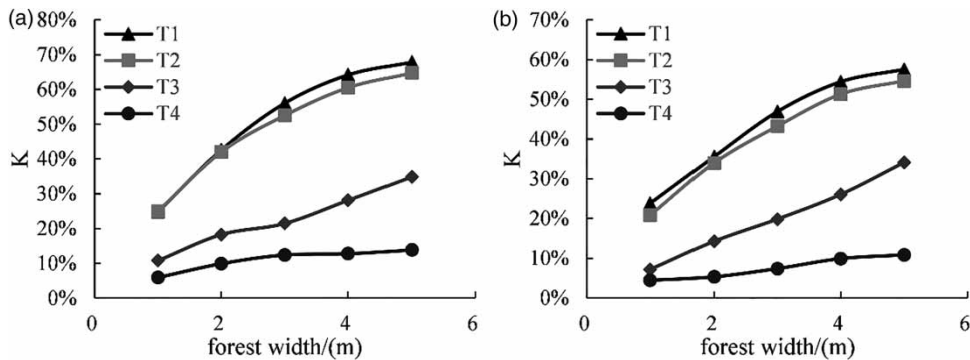 (a)
80%
70%
60%
50%
40%
30%
20%
10%
0%
K
T1
T2
T3
T4
0 2 4 6
forest width/(m)
(b)
70%
60%
50%
40%
30%
20%
10%
0%
K
T1
T2
T3
T4
0 2 4 6
forest width/(m)